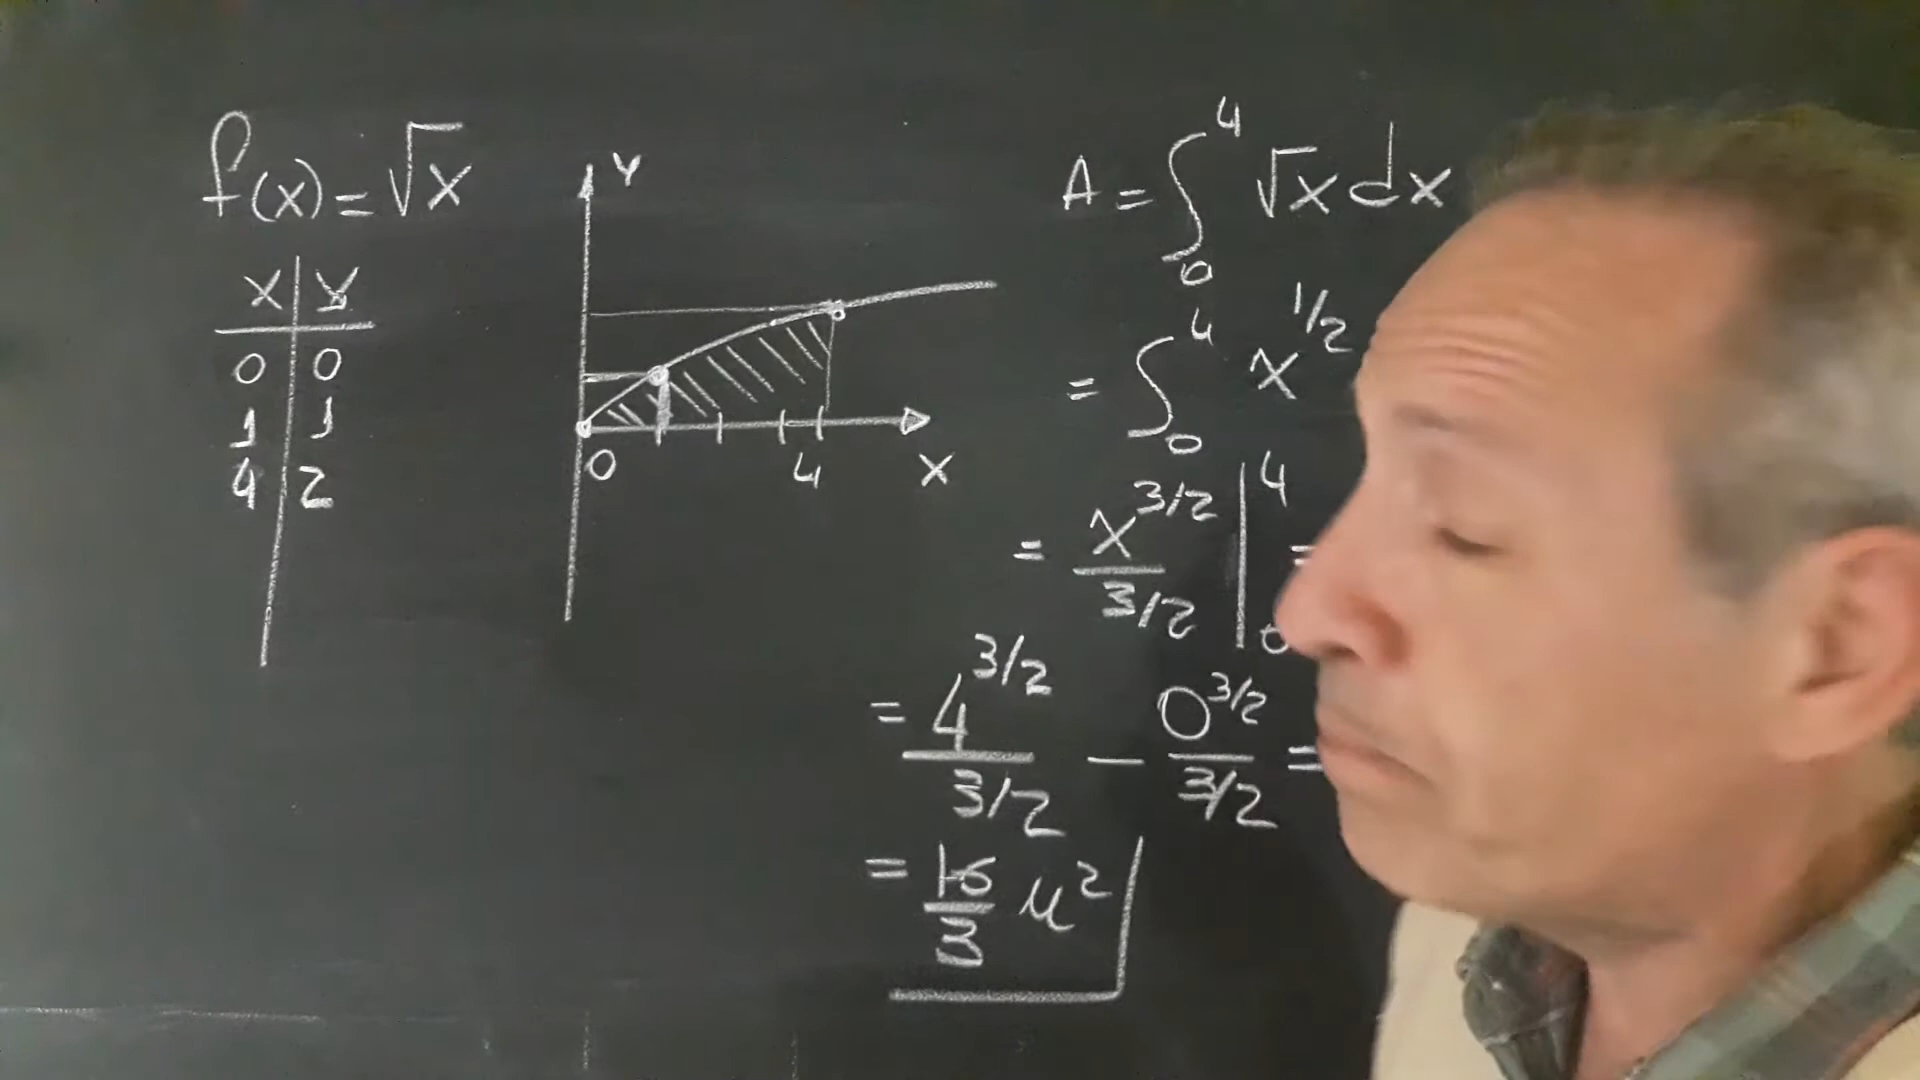 f(x) = √x
x | y
0 | 0
1 | 1
4 | 2
Y
0 4 X
A = ∫₀⁴ √x dx
= ∫₀⁴ x^1/2
= x^3/2 / 3/2 |₀⁴ =
= 4^3/2 / 3/2 − 0^3/2 / 3/2 =
= 16/3 u²